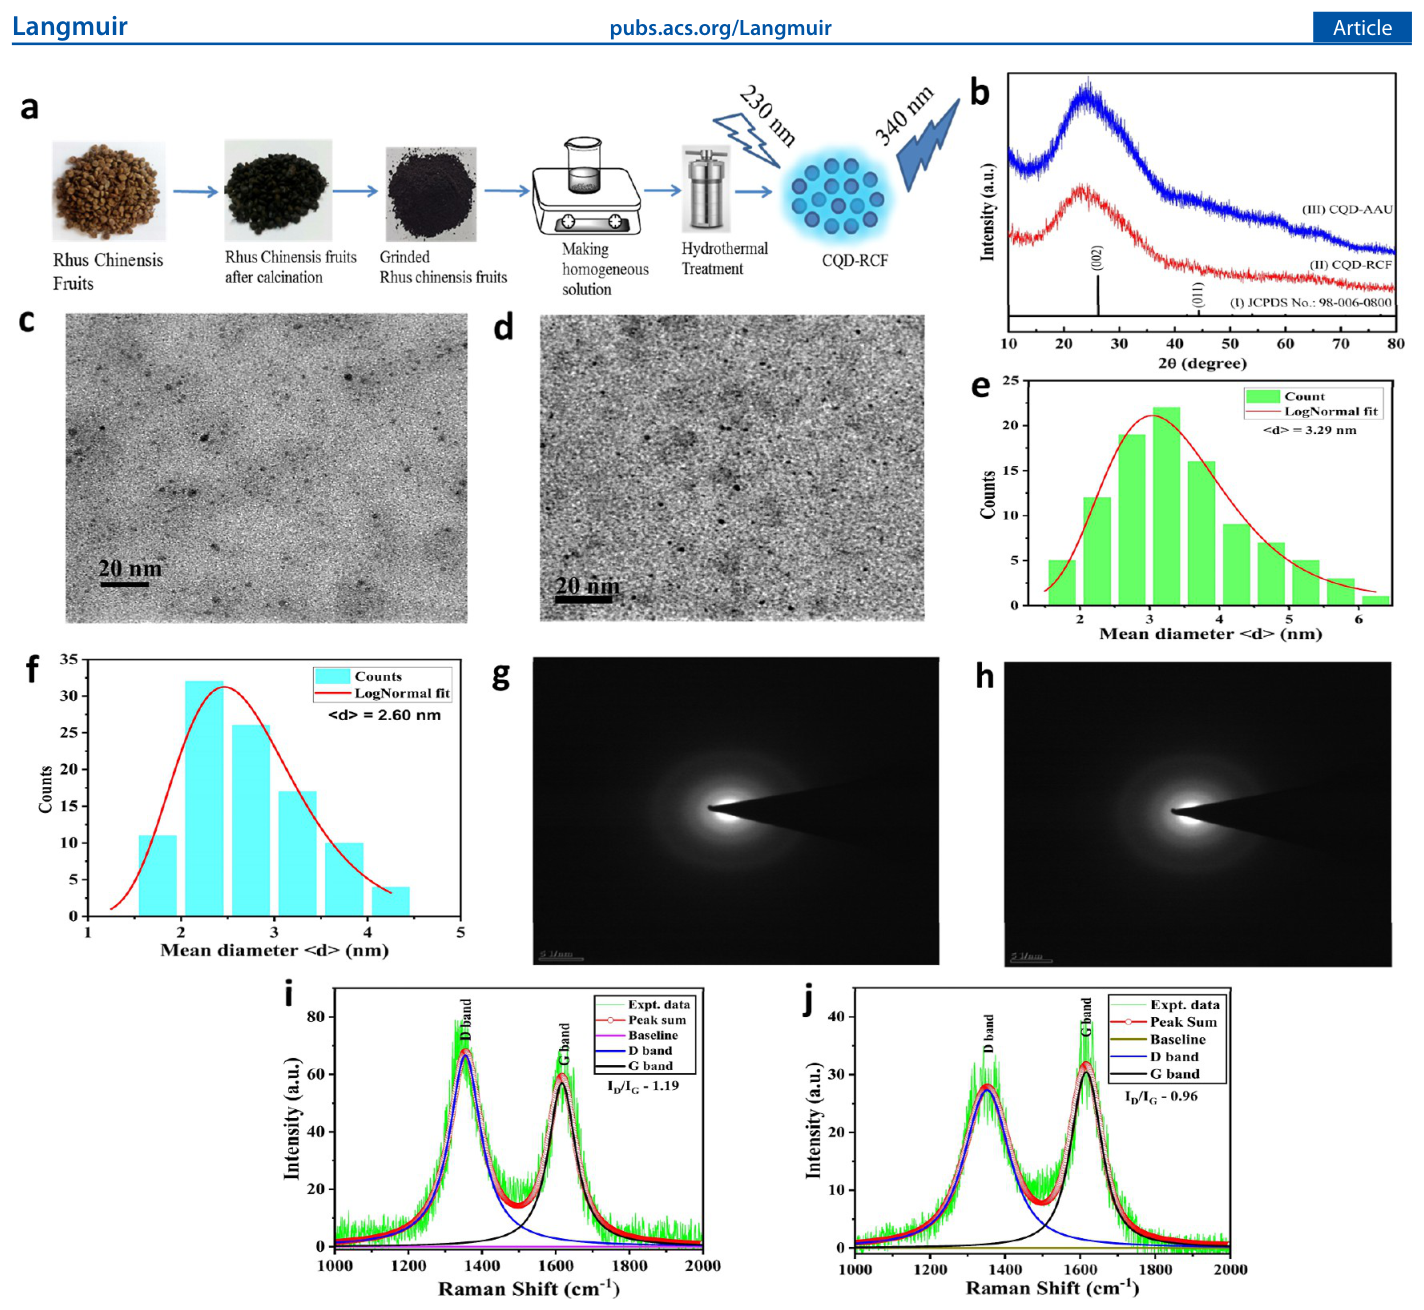 Langmuir
pubs.acs.org/Langmuir
Article
a
230 nm
340 nm
Rhus Chinensis
Fruits
Rhus Chinensis fruits
after calcination
Grinded
Rhus chinensis fruits
Making
homogeneous
solution
Hydrothermal
Treatment
CQD-RCF
b
Intensity (a.u.)
(III) CQD-AAU
(II) CQD-RCF
(002)
(011)
(I) JCPDS No.: 98-006-0800
10 20 30 40 50 60 70 80
2θ (degree)
c
20 nm
d
20 nm
e
25
20
15
10
5
0
Counts
Count
LogNormal fit
<d> = 3.29 nm
2 3 4 5 6
Mean diameter <d> (nm)
f
35
30
25
20
15
10
5
0
Counts
Counts
LogNormal fit
<d> = 2.60 nm
1 2 3 4 5
Mean diameter <d> (nm)
g
5 1/nm
h
5 1/nm
i
80
60
40
20
0
Intensity (a.u.)
D band
G band
Expt. data
Peak sum
Baseline
D band
G band
I_D/I_G - 1.19
1000 1200 1400 1600 1800 2000
Raman Shift (cm⁻¹)
j
40
30
20
10
0
Intensity (a.u.)
D band
G band
Expt. data
Peak Sum
Baseline
D band
G band
I_D/I_G - 0.96
1000 1200 1400 1600 1800 2000
Raman Shift (cm⁻¹)